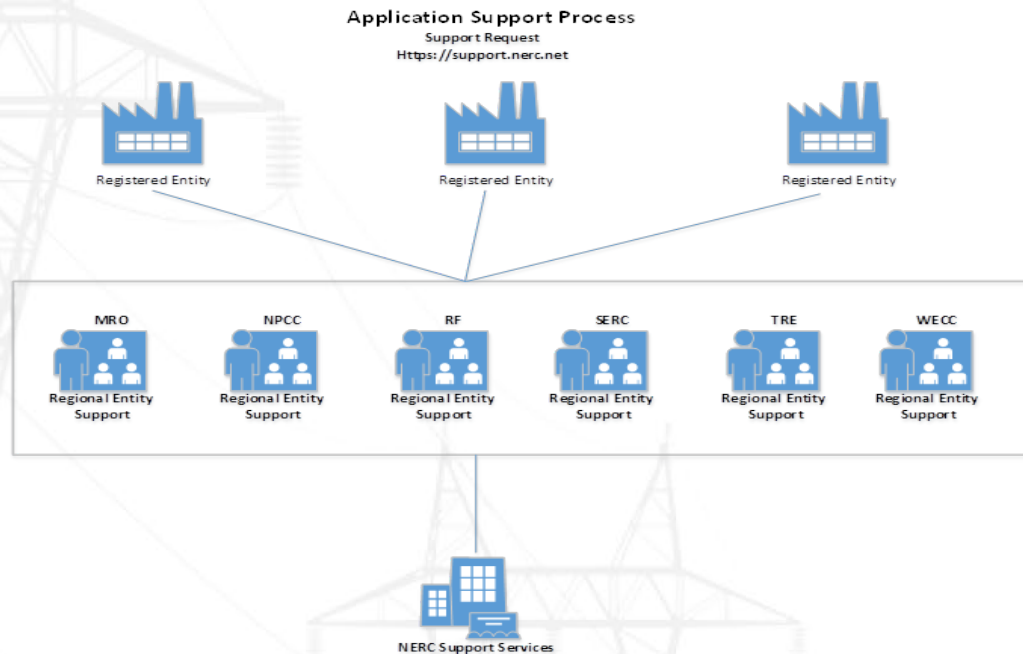 Application Support Process
Support Request
Https://support.nerc.net
Registered Entity
Registered Entity
Registered Entity
MRO
NPCC
RF
SERC
TRE
WECC
Regional Entity
Support
Regional Entity
Support
Regional Entity
Support
Regional Entity
Support
Regional Entity
Support
Regional Entity
Support
NERC Support Services